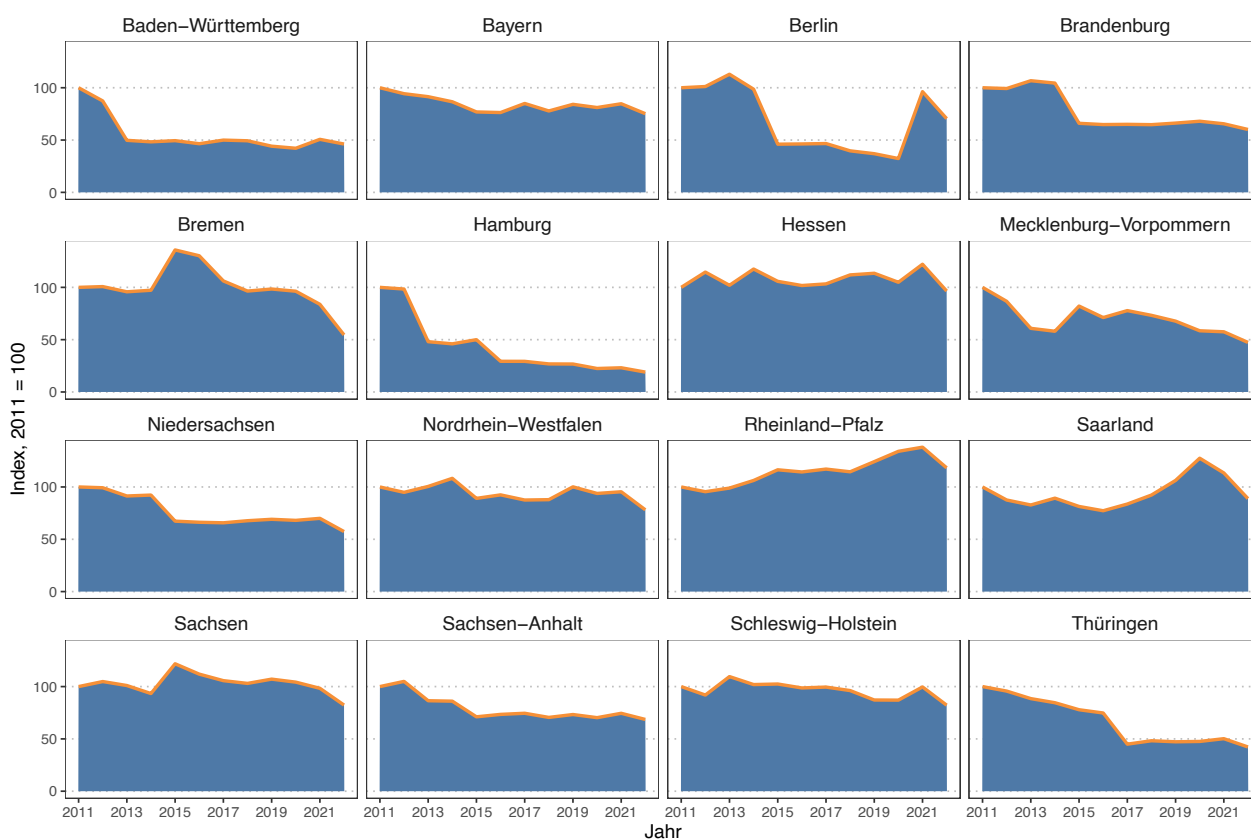 Baden−Württemberg
Bayern
Berlin
Brandenburg
100
50
0
Bremen
Hamburg
Hessen
Mecklenburg−Vorpommern
100
50
0
Niedersachsen
Nordrhein−Westfalen
Rheinland−Pfalz
Saarland
100
50
0
Sachsen
Sachsen−Anhalt
Schleswig−Holstein
Thüringen
100
50
0
2011 2013 2015 2017 2019 2021
2011 2013 2015 2017 2019 2021
2011 2013 2015 2017 2019 2021
2011 2013 2015 2017 2019 2021
Jahr
Index, 2011 = 100